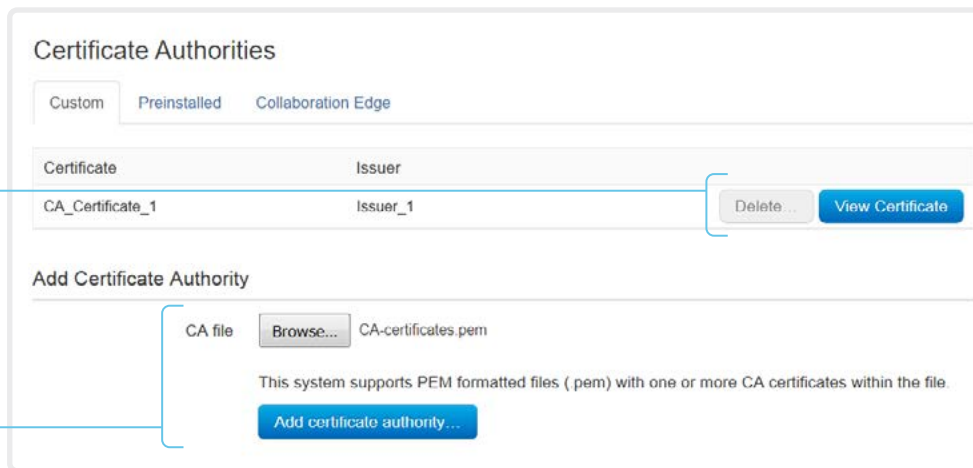 Certificate Authorities
Custom Preinstalled Collaboration Edge
Certificate Issuer
CA_Certificate_1 Issuer_1 Delete... View Certificate
Add Certificate Authority
CA file Browse... CA-certificates.pem
This system supports PEM formatted files (.pem) with one or more CA certificates within the file.
Add certificate authority...